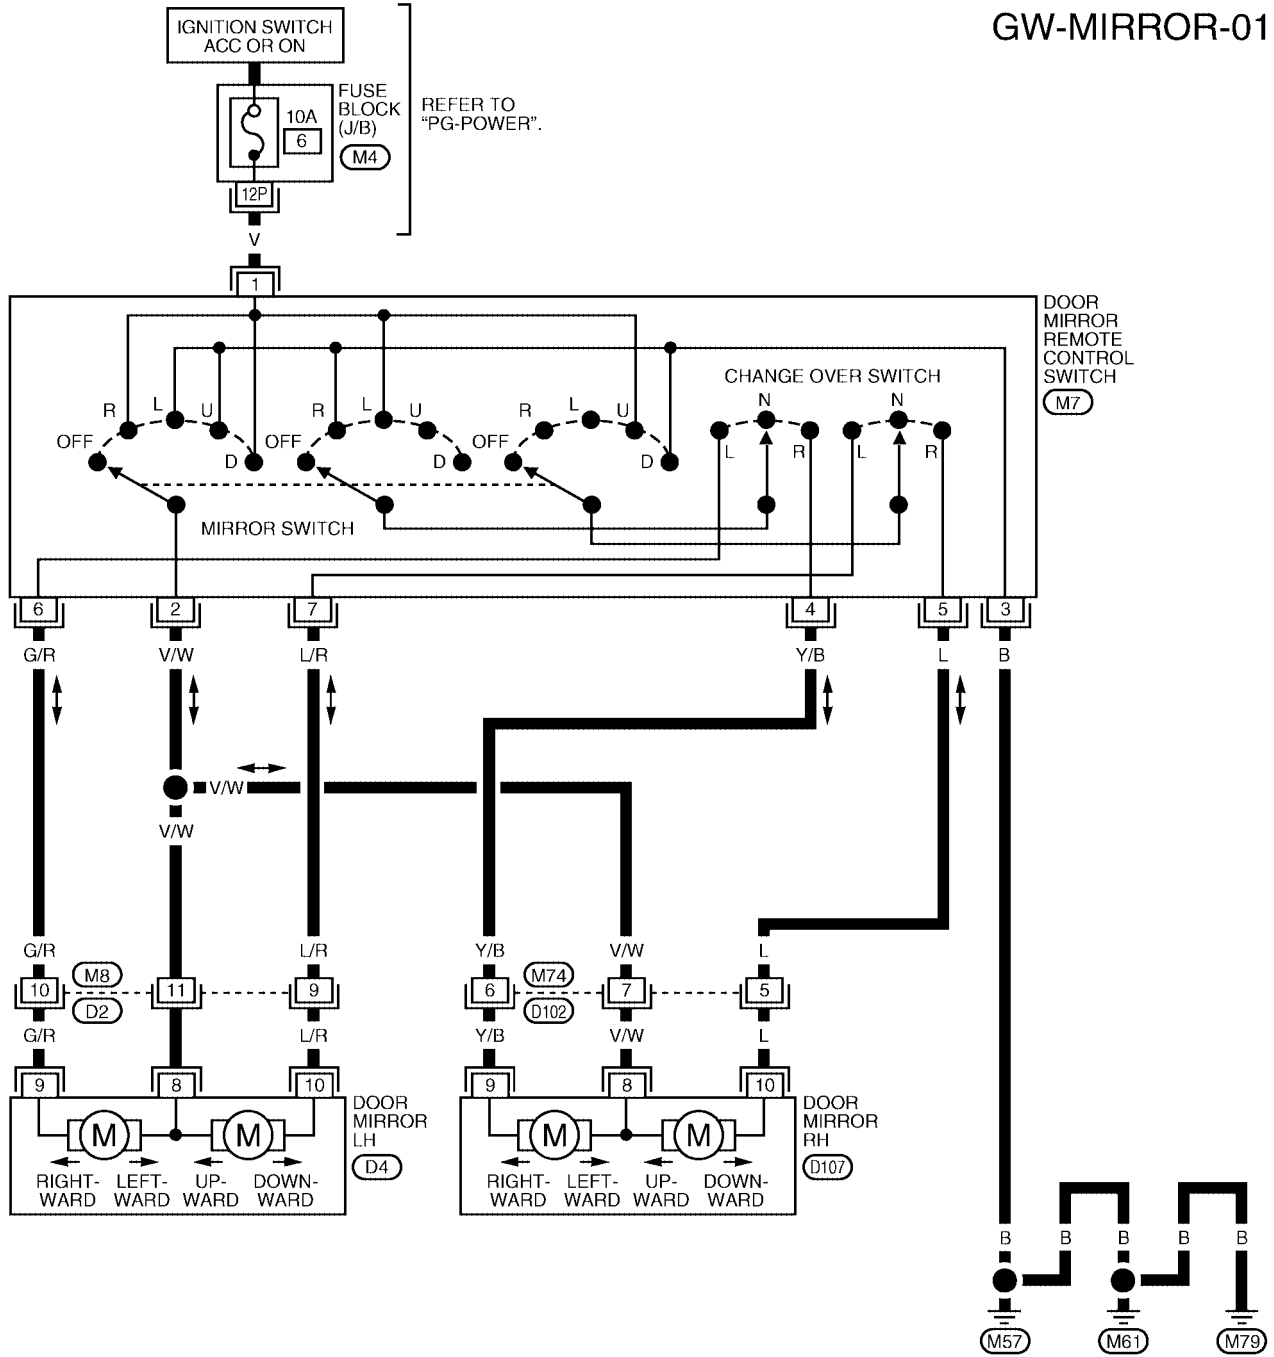 GW-MIRROR-01
IGNITION SWITCH
ACC OR ON
FUSE
BLOCK
(J/B)
M4
10A
6
REFER TO
“PG-POWER”.
12P
V
1
DOOR
MIRROR
REMOTE
CONTROL
SWITCH
M7
CHANGE OVER SWITCH
OFF R L U D
OFF R L U D
OFF R L U D
L N R
L N R
MIRROR SWITCH
6 2 7 4 5 3
G/R V/W L/R Y/B L B
V/W
V/W
G/R L/R Y/B V/W L
10 M8 11 9 6 M74 7 5
D2 D102
G/R L/R Y/B V/W L
9 8 10 9 8 10
DOOR
MIRROR
LH
D4
M M
RIGHT- LEFT- UP- DOWN-
WARD WARD WARD WARD
DOOR
MIRROR
RH
D107
M M
RIGHT- LEFT- UP- DOWN-
WARD WARD WARD WARD
B B B B B
M57 M61 M79